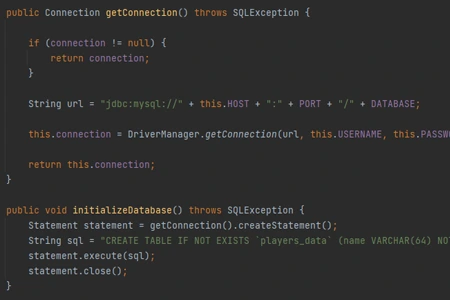 public Connection getConnection() throws SQLException {
if (connection != null) {
return connection;
}
String url = "jdbc:mysql://" + this.HOST + ":" + PORT + "/" + DATABASE;
this.connection = DriverManager.getConnection(url, this.USERNAME, this.PASSW
return this.connection;
}
public void initializeDatabase() throws SQLException {
Statement statement = getConnection().createStatement();
String sql = "CREATE TABLE IF NOT EXISTS `players_data` (name VARCHAR(64) NO
statement.execute(sql);
statement.close();
}